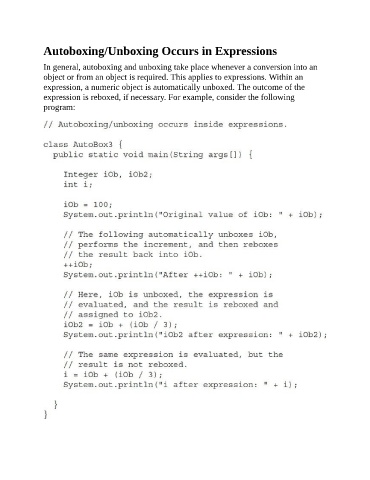 Autoboxing/Unboxing Occurs in Expressions
In general, autoboxing and unboxing take place whenever a conversion into an
object or from an object is required. This applies to expressions. Within an
expression, a numeric object is automatically unboxed. The outcome of the
expression is reboxed, if necessary. For example, consider the following
program:
// Autoboxing/unboxing occurs inside expressions.
class AutoBox3 {
  public static void main(String args[]) {
    Integer iOb, iOb2;
    int i;
    iOb = 100;
    System.out.println("Original value of iOb: " + iOb);
    // The following automatically unboxes iOb,
    // performs the increment, and then reboxes
    // the result back into iOb.
    ++iOb;
    System.out.println("After ++iOb: " + iOb);
    // Here, iOb is unboxed, the expression is
    // evaluated, and the result is reboxed and
    // assigned to iOb2.
    iOb2 = iOb + (iOb / 3);
    System.out.println("iOb2 after expression: " + iOb2);
    // The same expression is evaluated, but the
    // result is not reboxed.
    i = iOb + (iOb / 3);
    System.out.println("i after expression: " + i);
  }
}